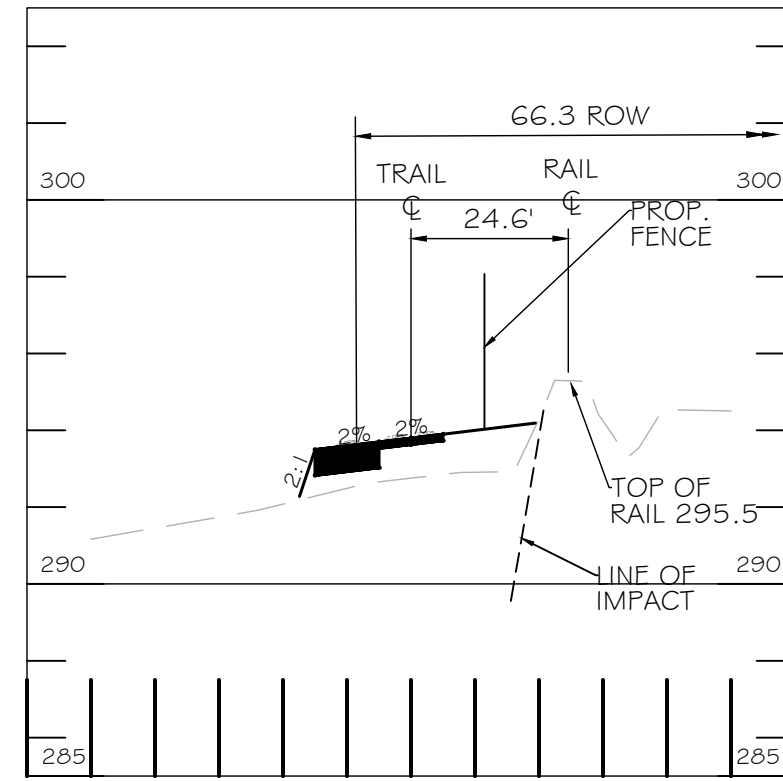 66.3 ROW
TRAIL
℄
RAIL
℄
300
300
24.6'
PROP.
FENCE
2%
2%
2:1
TOP OF
RAIL 295.5
290
290
LINE OF
IMPACT
285
285